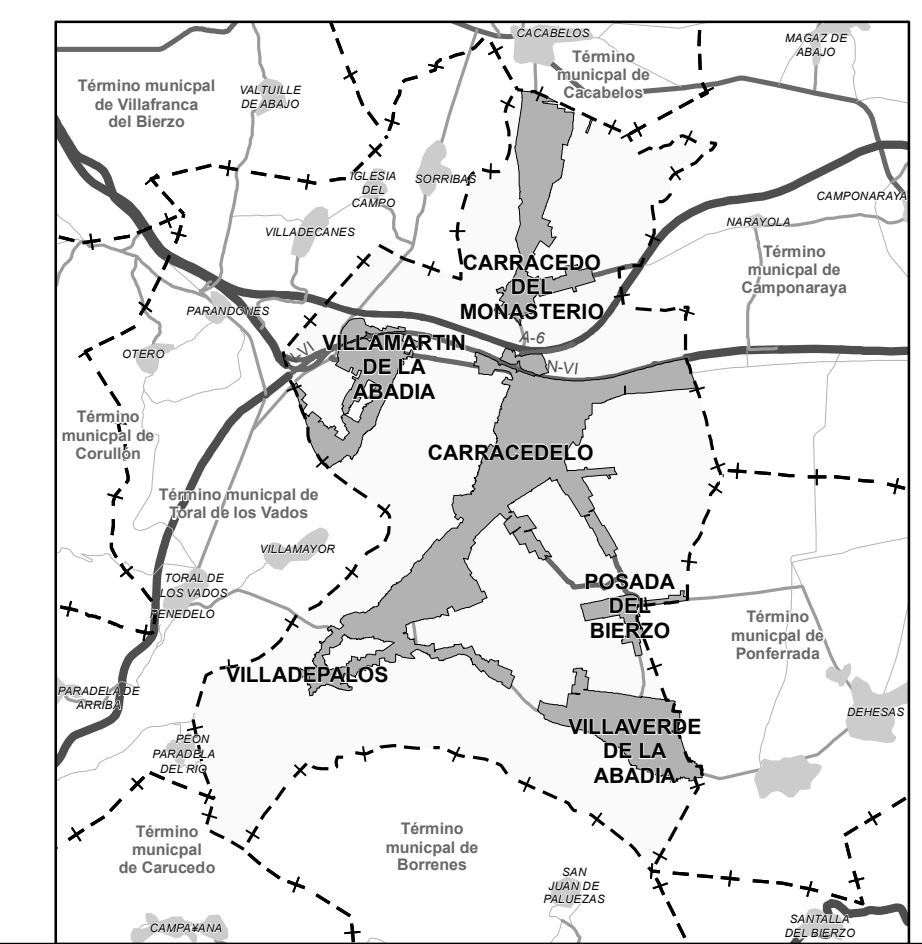 CACABELOS
MAGAZ DE
ABAJO
Término
municpal de
Cacabelos
Término municpal
de Villafranca
del Bierzo
VALTUILLE
DE ABAJO
IGLESIA
DEL
CAMPO
SORRIBAS
CAMPONARAYA
NARAYOLA
VILLADECANES
Término
municpal de
Camponaraya
CARRACEDO
DEL
MONASTERIO
PARANDONES
A-6
OTERO
N-VI
VILLAMARTIN
DE LA
ABADIA
N-VI
Término
municpal de
Corullón
CARRACEDELO
Término municpal de
Toral de los Vados
VILLAMAYOR
TORAL DE
LOS VADOS
PENEDELO
POSADA
DEL
BIERZO
Término
municpal de
Ponferrada
VILLADEPALOS
PARADELA DE
ARRIBA
DEHESAS
VILLAVERDE
DE LA
ABADIA
PEON
PARADELA
DEL RÍO
Término
municpal
de Carucedo
Término
municpal de
Borrenes
SAN
JUAN DE
PALUEZAS
CAMPAÑANA
SANTALLA
DEL BIERZO